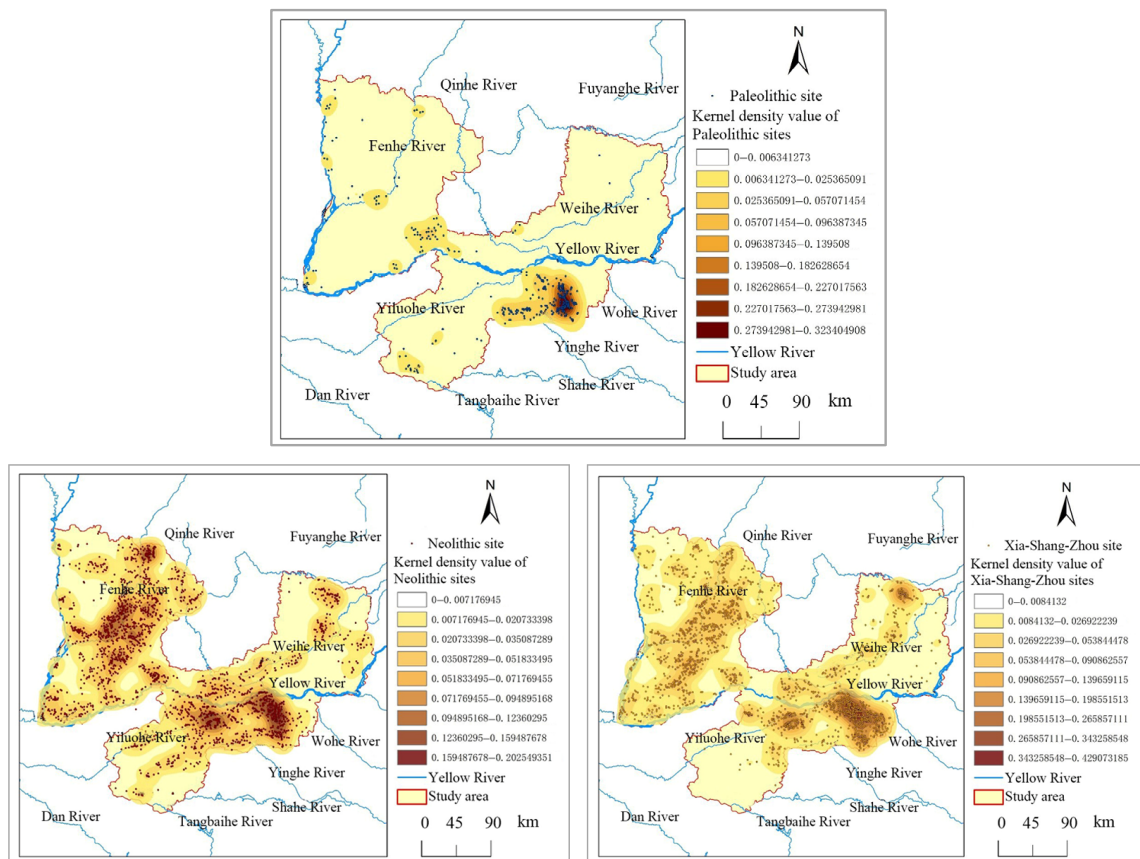 N
Qinhe River
Fuyanghe River
Paleolithic site
Kernel density value of
Paleolithic sites
Fenhe River
0—0.006341273
0.006341273—0.025365091
0.025365091—0.057071454
Weihe River
0.057071454—0.096387345
0.096387345—0.139508
Yellow River
0.139508—0.182628654
0.182628654—0.227017563
Yiluohe River
0.227017563—0.273942981
Wohe River
0.273942981—0.323404908
Yinghe River
Yellow River
Study area
Shahe River
Dan River
Tangbaihe River
0 45 90 km
N
Qinhe River
Fuyanghe River
Neolithic site
Kernel density value of
Neolithic sites
Fenhe River
0—0.007176945
0.007176945—0.020733398
0.020733398—0.035087289
Weihe River
0.035087289—0.051833495
0.051833495—0.071769455
Yellow River
0.071769455—0.094895168
0.094895168—0.12360295
Yiluohe River
0.12360295—0.159487678
Wohe River
0.159487678—0.202549351
Yinghe River
Yellow River
Study area
Shahe River
Dan River
Tangbaihe River
0 45 90 km
N
Qinhe River
Fuyanghe River
Xia-Shang-Zhou site
Kernel density value of
Xia-Shang-Zhou sites
Fenhe River
0—0.0084132
0.0084132—0.026922239
0.026922239—0.053844478
Weihe River
0.053844478—0.090862557
0.090862557—0.139659115
Yellow River
0.139659115—0.198551513
0.198551513—0.265857111
Yiluohe River
0.265857111—0.343258548
Wohe River
0.343258548—0.429073185
Yinghe River
Yellow River
Study area
Shahe River
Dan River
Tangbaihe River
0 45 90 km